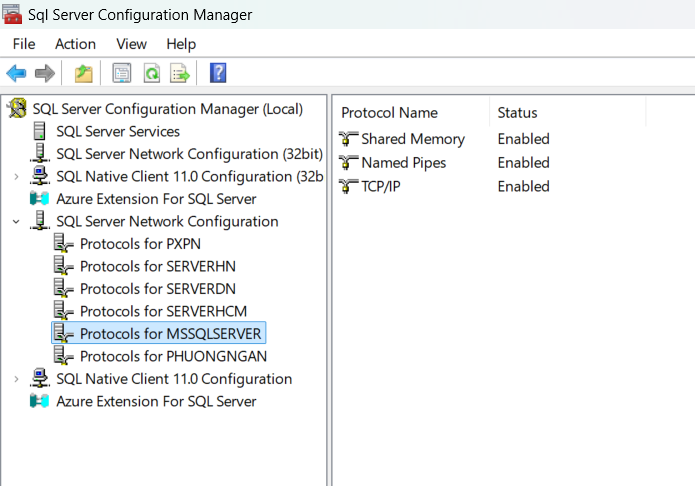 Sql Server Configuration Manager
File Action View Help
SQL Server Configuration Manager (Local)
SQL Server Services
SQL Server Network Configuration (32bit)
SQL Native Client 11.0 Configuration (32b
Azure Extension For SQL Server
SQL Server Network Configuration
Protocols for PXPN
Protocols for SERVERHN
Protocols for SERVERDN
Protocols for SERVERHCM
Protocols for MSSQLSERVER
Protocols for PHUONGNGAN
SQL Native Client 11.0 Configuration
Azure Extension For SQL Server
Protocol Name Status
Shared Memory Enabled
Named Pipes Enabled
TCP/IP Enabled